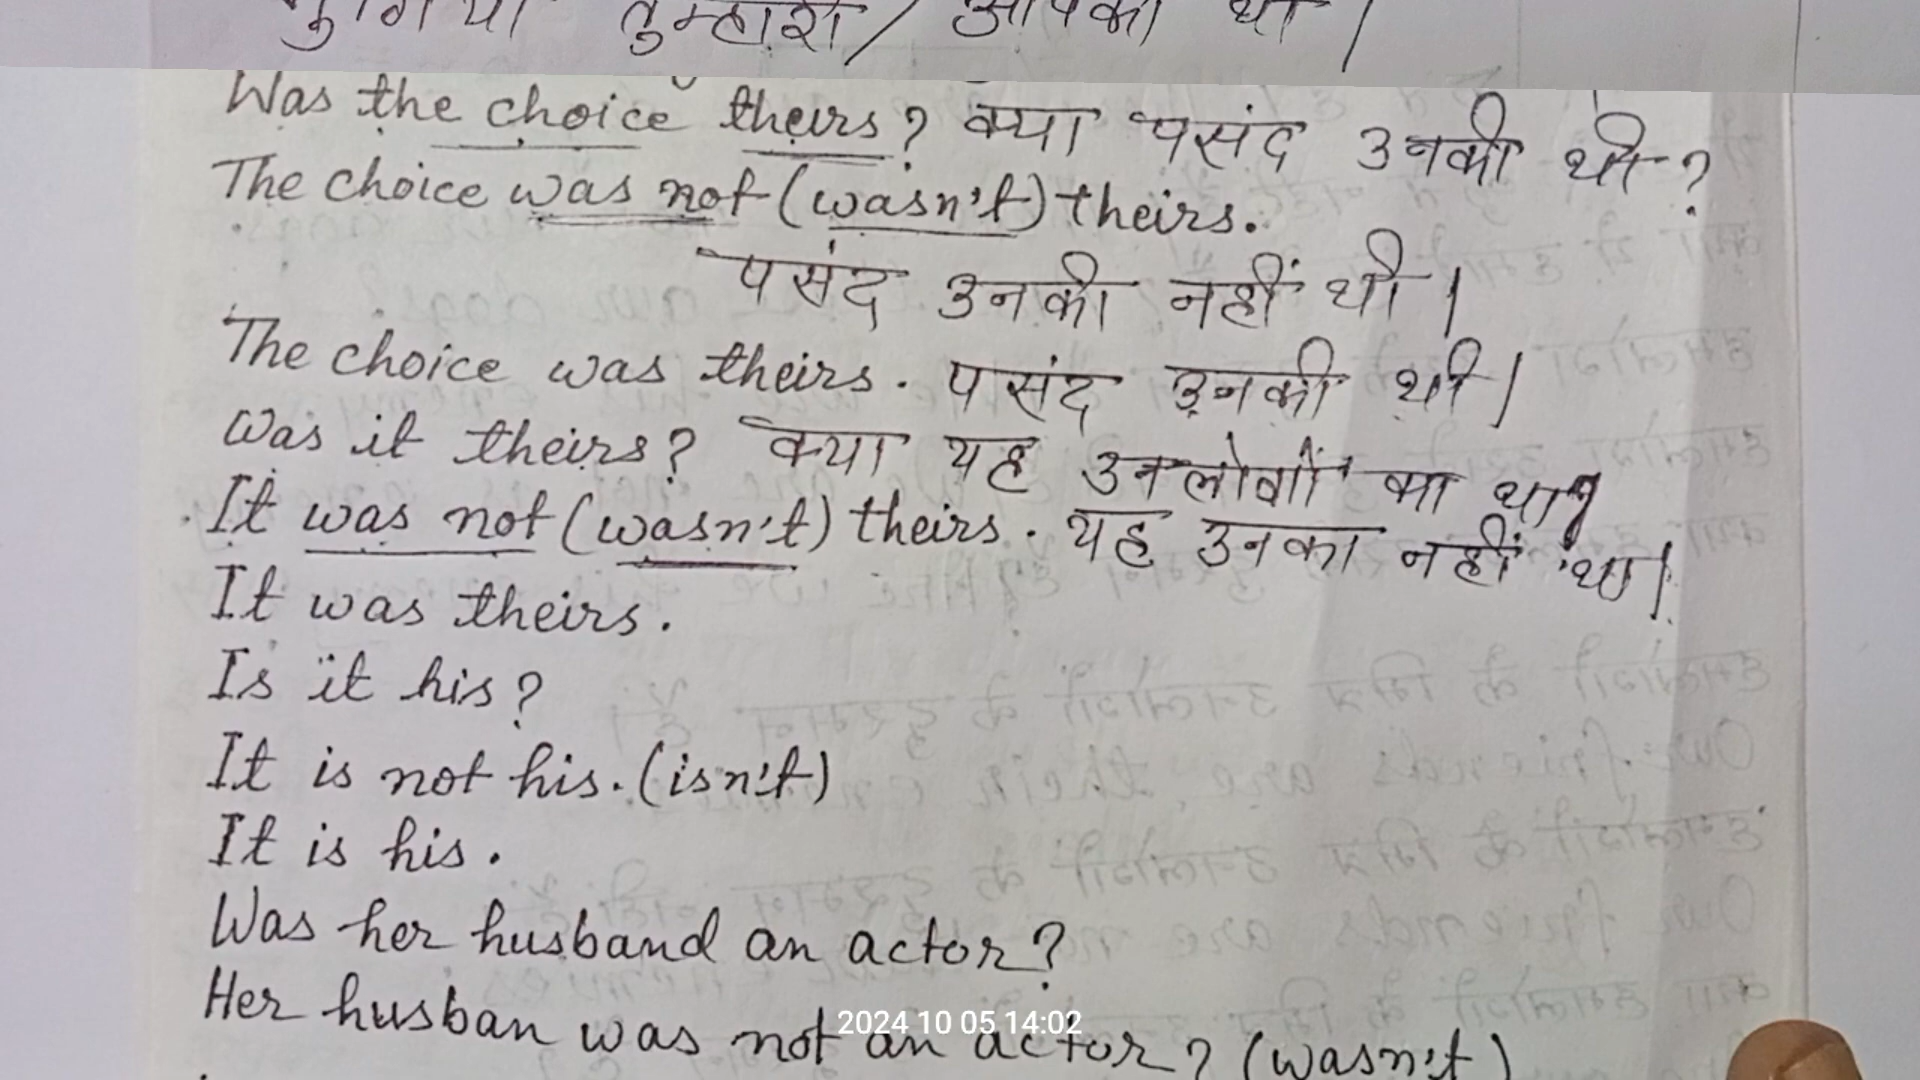 तुम्हारा / आपका था।
Was the choice theirs? क्या पसंद उनकी थी?
The choice was not (wasn't) theirs.
पसंद उनकी नहीं थी।
The choice was theirs. पसंद उनकी थी।
Was it theirs? क्या यह उनलोगों का था?
It was not (wasn't) theirs. यह उनका नहीं था।
It was theirs.
Is it his?
It is not his. (isn't)
It is his.
Was her husband an actor?
Her husban was not an actor? (wasn't)
2024 10 05 14:02